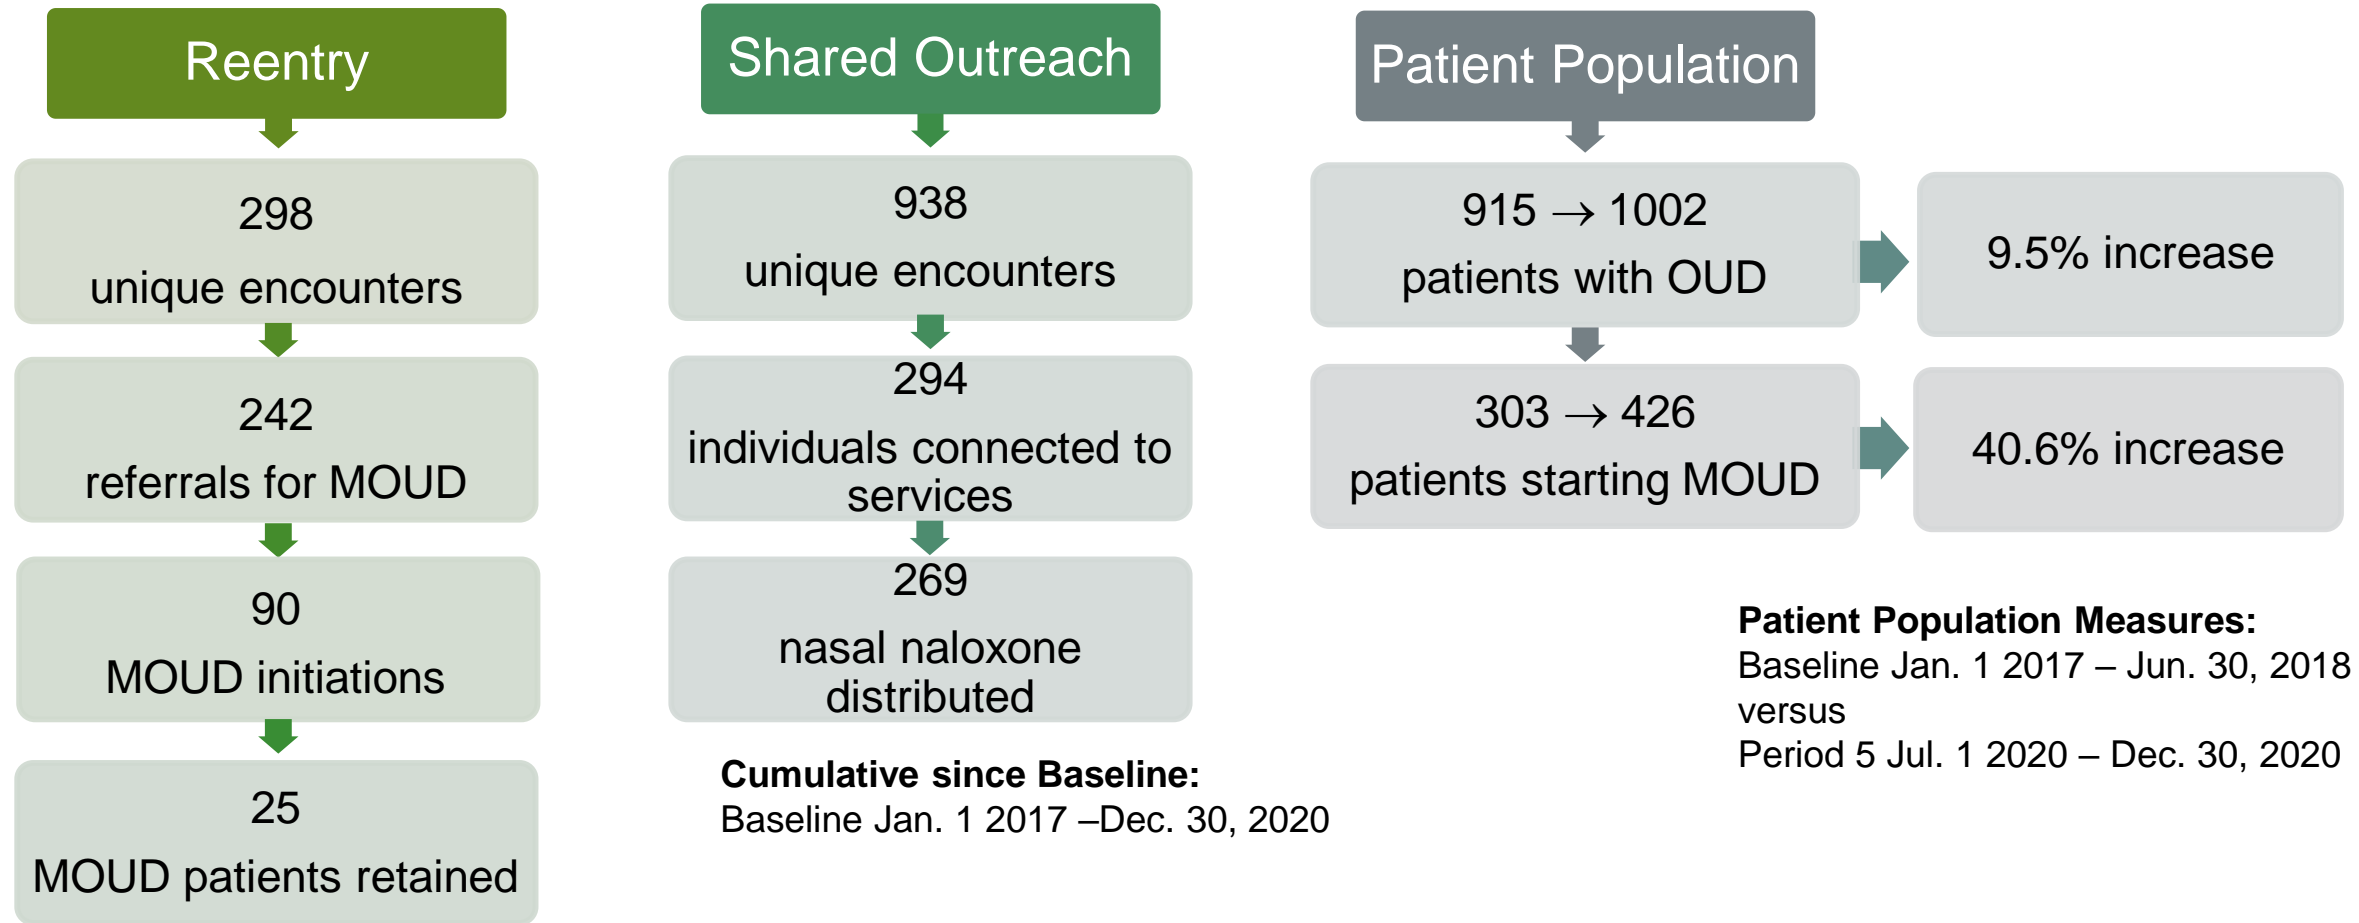 Reentry
298
unique encounters
242
referrals for MOUD
90
MOUD initiations
25
MOUD patients retained
Shared Outreach
938
unique encounters
294
individuals connected to
services
269
nasal naloxone
distributed
Cumulative since Baseline:
Baseline Jan. 1 2017 –Dec. 30, 2020
Patient Population
915 → 1002
patients with OUD
9.5% increase
303 → 426
patients starting MOUD
40.6% increase
Patient Population Measures:
Baseline Jan. 1 2017 – Jun. 30, 2018
versus
Period 5 Jul. 1 2020 – Dec. 30, 2020